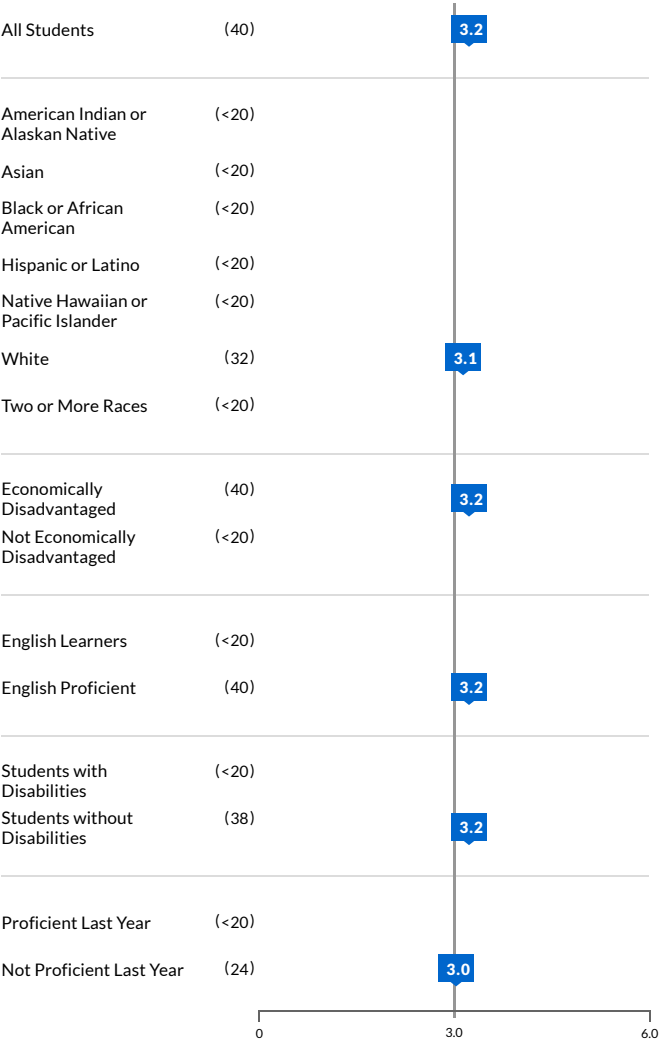 All Students (40) 3.2
American Indian or (<20)
Alaskan Native
Asian (<20)
Black or African (<20)
American
Hispanic or Latino (<20)
Native Hawaiian or (<20)
Pacific Islander
White (32) 3.1
Two or More Races (<20)
Economically (40) 3.2
Disadvantaged
Not Economically (<20)
Disadvantaged
English Learners (<20)
English Proficient (40) 3.2
Students with (<20)
Disabilities
Students without (38) 3.2
Disabilities
Proficient Last Year (<20)
Not Proficient Last Year (24) 3.0
0 3.0 6.0